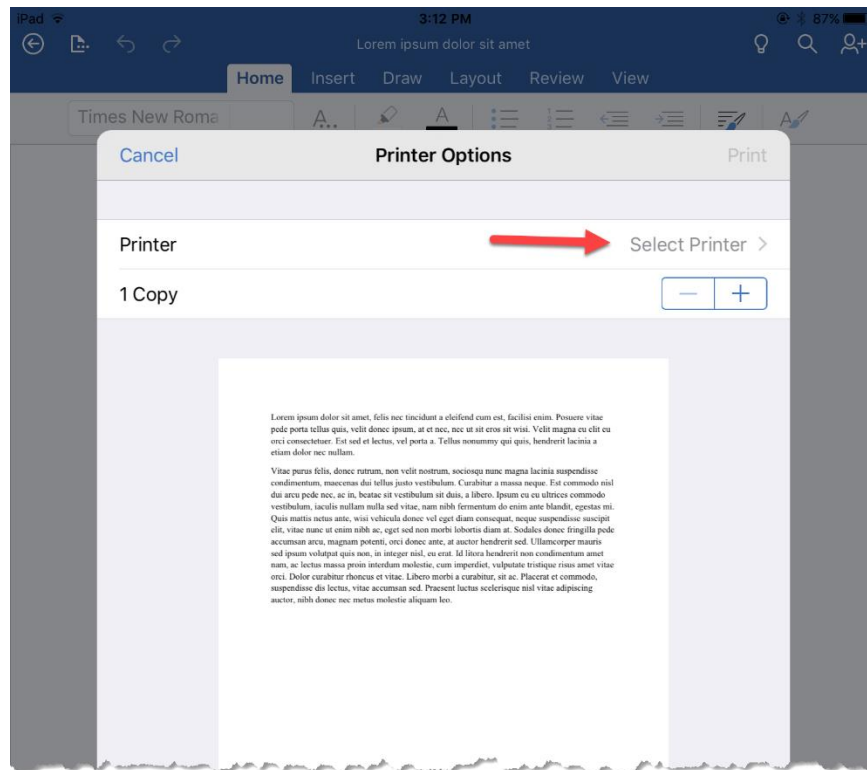 iPad 3:12 PM 87%
Lorem ipsum dolor sit amet
Home Insert Draw Layout Review View
Times New Roma A.. A
Cancel Printer Options Print
Printer Select Printer >
1 Copy − +
Lorem ipsum dolor sit amet, felis nec tincidunt a eleifend cum est, facilisi enim. Posuere vitae
pede porta tellus quis, velit donec ipsum, at et nec, nec ut sit eros sit wisi. Velit magna eu elit eu
orci consectetuer. Est sed et lectus, vel porta a. Tellus nonummy qui quis, hendrerit lacinia a
etiam dolor nec nullam.
Vitae purus felis, donec rutrum, non velit nostrum, sociosqu nunc magna lacinia suspendisse
condimentum, maecenas dui tellus justo vestibulum. Curabitur a massa neque. Est commodo nisl
dui arcu pede nec, ac in, beatae sit vestibulum sit duis, a libero. Ipsum eu eu ultrices commodo
vestibulum, iaculis nullam nulla sed vitae, nam nibh fermentum do enim ante blandit, egestas mi.
Quis mattis netus ante, wisi vehicula donec vel eget diam consequat, neque suspendisse suscipit
elit, vitae nunc ut enim nibh ac, eget sed non morbi lobortis diam at. Sodales donec fringilla pede
accumsan arcu, magnam potenti, orci donec ante, at auctor hendrerit sed. Ullamcorper mauris
sed ipsum volutpat quis non, in integer nisl, eu erat. Id litora hendrerit non condimentum amet
nam, ac lectus massa proin interdum molestie, cum imperdiet, vulputate tristique risus amet vitae
orci. Dolor curabitur rhoncus et vitae. Libero morbi a curabitur, sit ac. Placerat et commodo,
suspendisse dis lectus, vitae accumsan sed. Praesent luctus scelerisque nisl vitae adipiscing
auctor, nibh donec nec metus molestie aliquam leo.